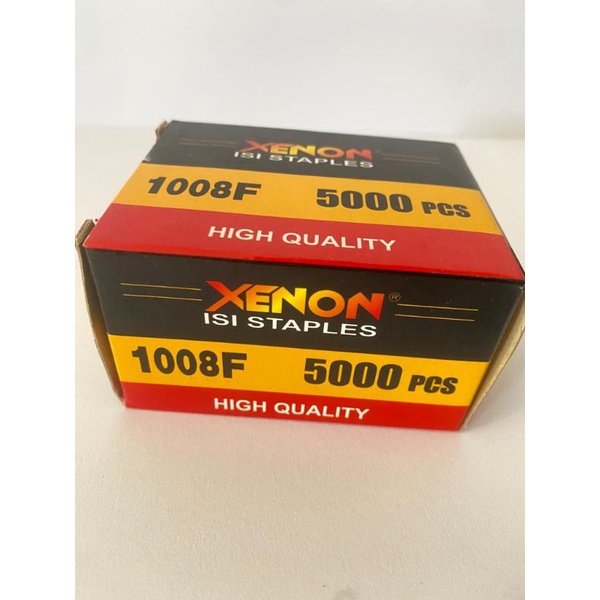 XENON
ISI STAPLES
1008F 5000 PCS
HIGH QUALITY
XENON®
ISI STAPLES
1008F 5000 PCS
HIGH QUALITY